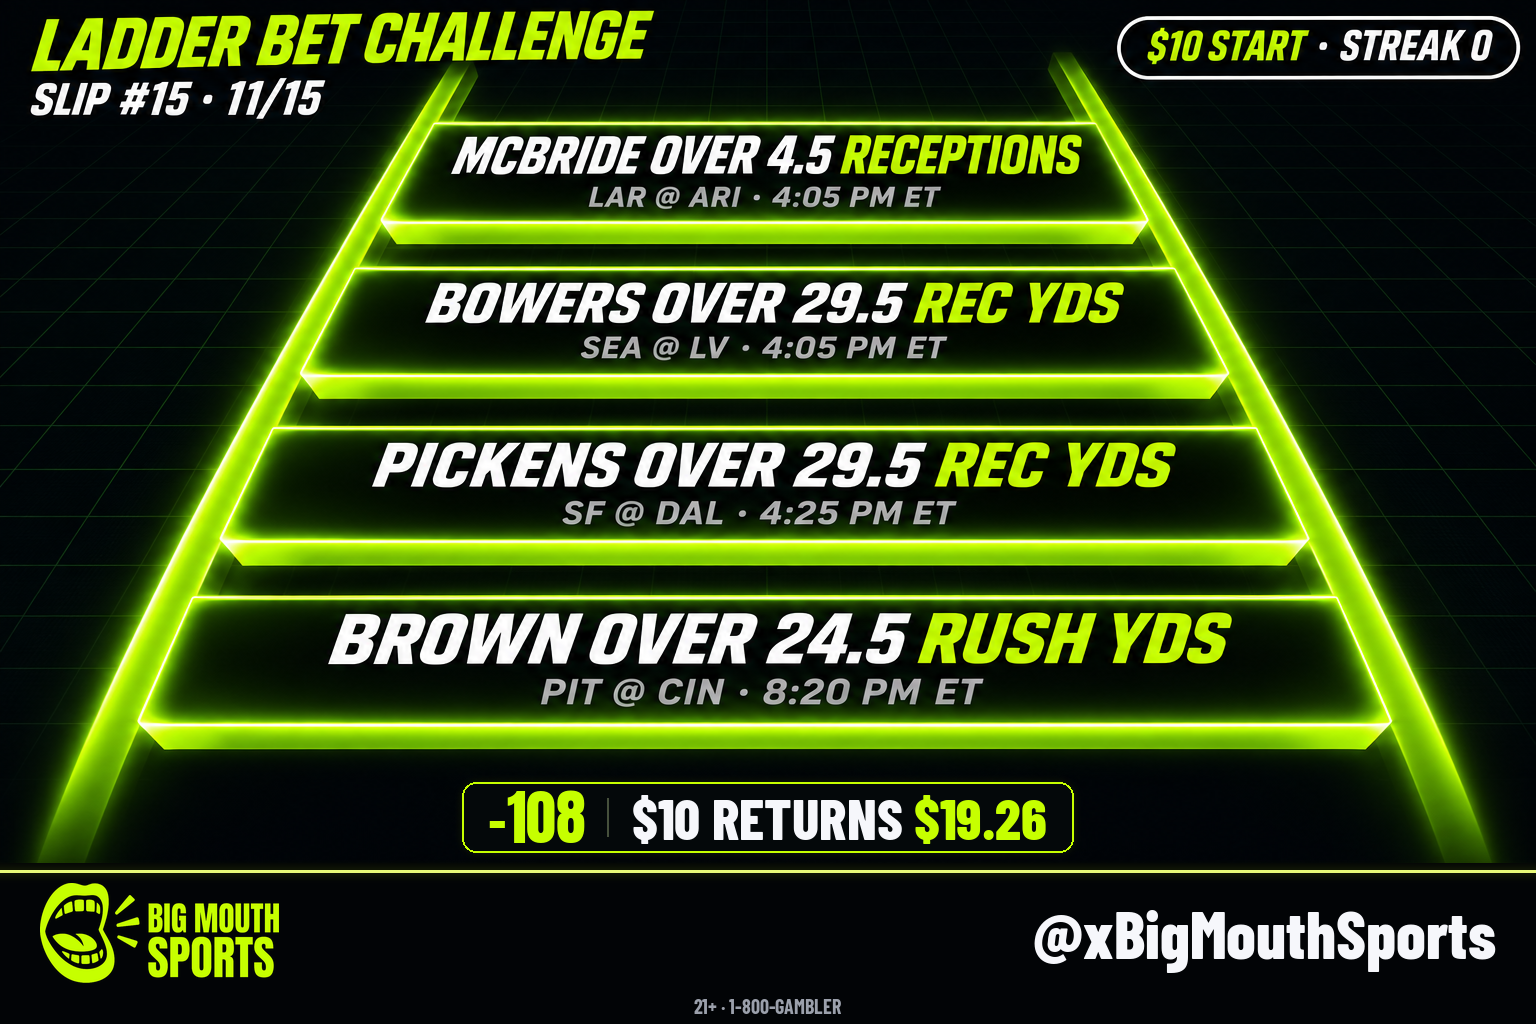 LADDER BET CHALLENGE
SLIP #15 · 11/15
$10 START · STREAK 0
MCBRIDE OVER 4.5 RECEPTIONS
LAR @ ARI · 4:05 PM ET
BOWERS OVER 29.5 REC YDS
SEA @ LV · 4:05 PM ET
PICKENS OVER 29.5 REC YDS
SF @ DAL · 4:25 PM ET
BROWN OVER 24.5 RUSH YDS
PIT @ CIN · 8:20 PM ET
-108 | $10 RETURNS $19.26
BIG MOUTH
SPORTS
@xBigMouthSports
21+ · 1-800-GAMBLER